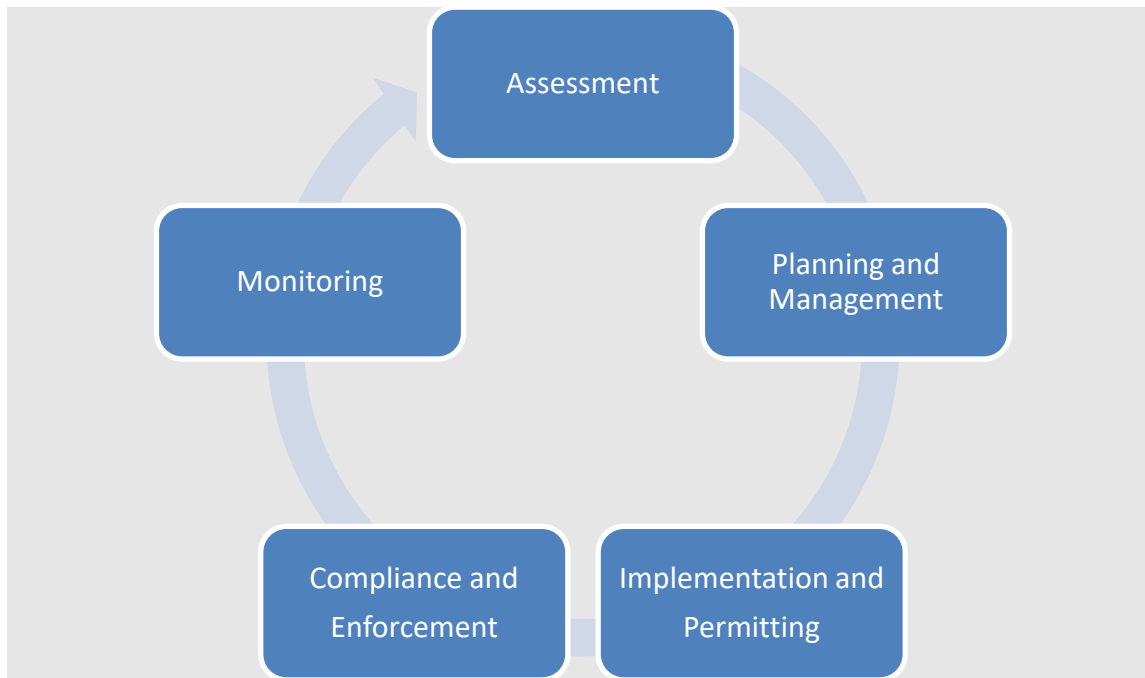 Assessment
Planning and
Management
Implementation and
Permitting
Compliance and
Enforcement
Monitoring